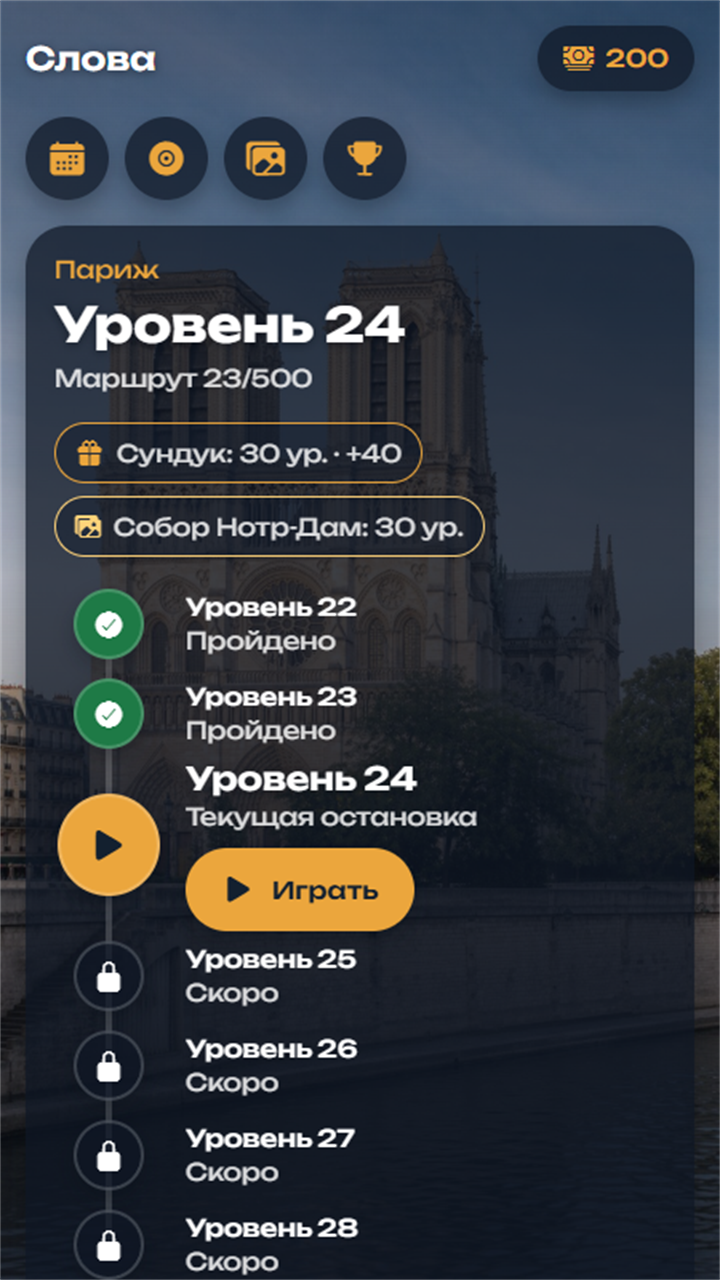 Слова
200
Париж
Уровень 24
Маршрут 23/500
Сундук: 30 ур. · +40
Собор Нотр-Дам: 30 ур.
Уровень 22
Пройдено
Уровень 23
Пройдено
Уровень 24
Текущая остановка
Играть
Уровень 25
Скоро
Уровень 26
Скоро
Уровень 27
Скоро
Уровень 28
Скоро